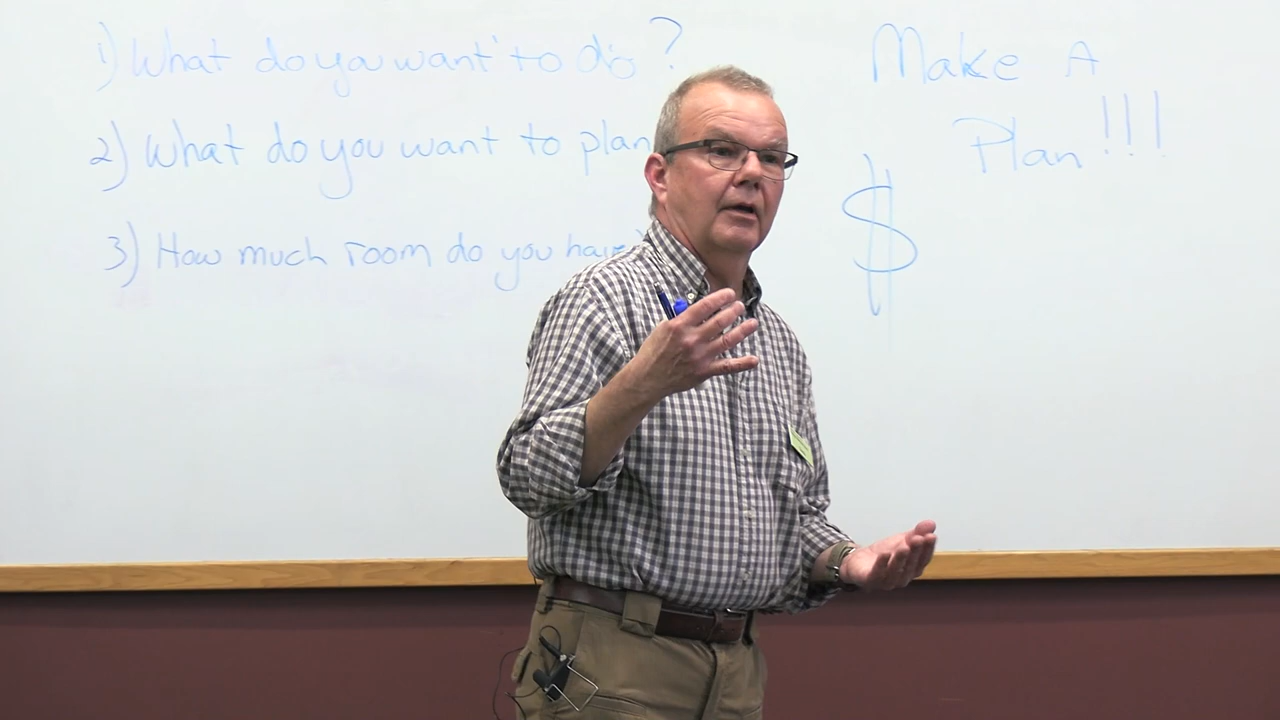 1) What do you want to do?
2) What do you want to plan
3) How much room do you have?
Make A
Plan!!!
$